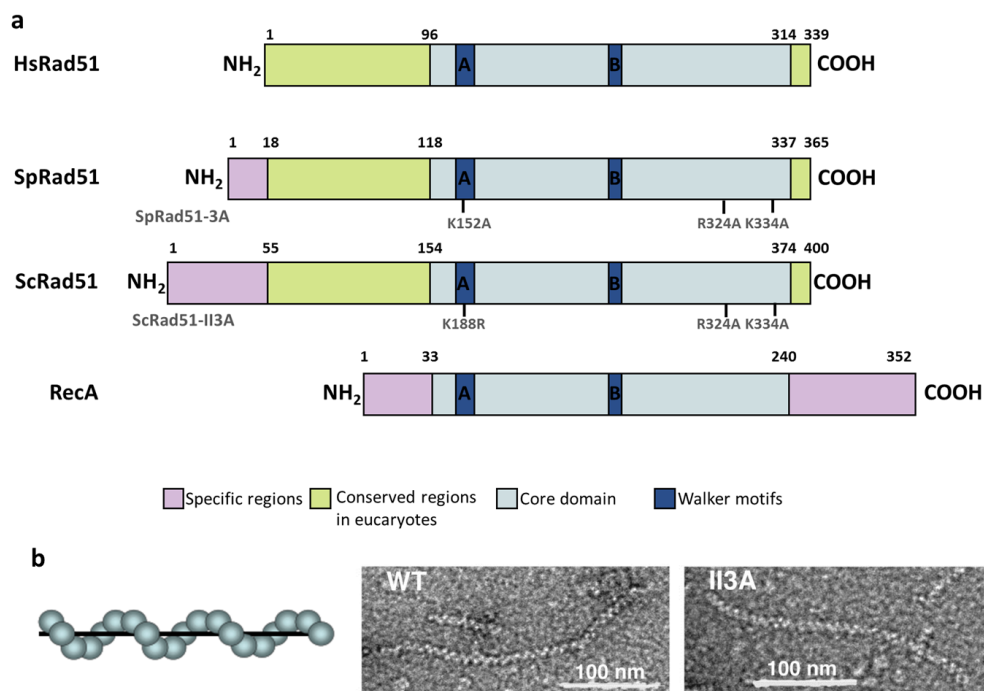 a
1 96 314 339
HsRad51 NH2 A B COOH
1 18 118 337 365
SpRad51 NH2 A B COOH
SpRad51-3A K152A R324A K334A
1 55 154 374 400
ScRad51 NH2 A B COOH
ScRad51-II3A K188R R324A K334A
1 33 240 352
RecA NH2 A B COOH
Specific regions Conserved regions Core domain Walker motifs
in eucaryotes
b
WT II3A
100 nm 100 nm